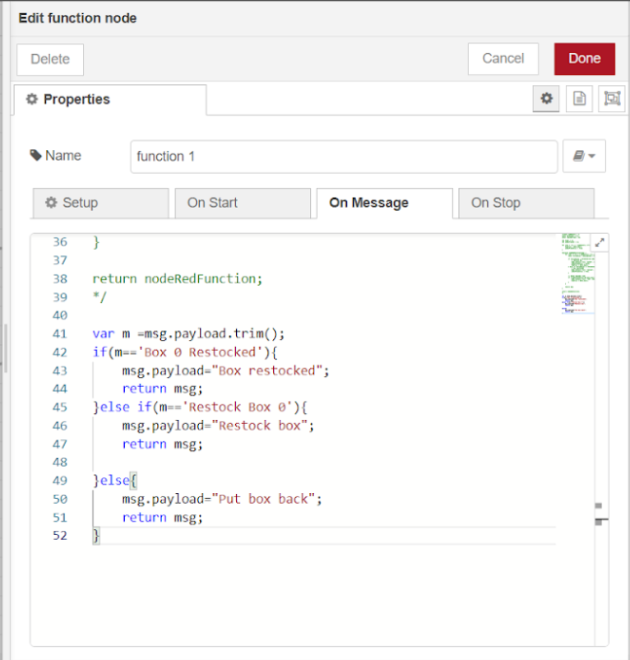 Edit function node
Delete
Cancel
Done
Properties
Name
function 1
Setup
On Start
On Message
On Stop
36 }
37
38 return nodeRedFunction;
39 */
40
41 var m =msg.payload.trim();
42 if(m=='Box 0 Restocked'){
43 msg.payload="Box restocked";
44 return msg;
45 }else if(m=='Restock Box 0'){
46 msg.payload="Restock box";
47 return msg;
48
49 }else{
50 msg.payload="Put box back";
51 return msg;
52 }